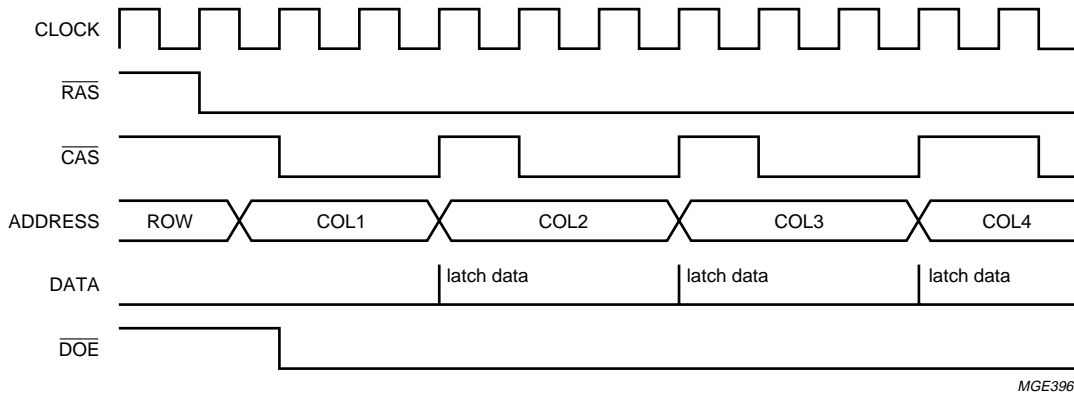 CLOCK
RAS
CAS
ADDRESS ROW COL1 COL2 COL3 COL4
DATA latch data latch data latch data
DOE
MGE396